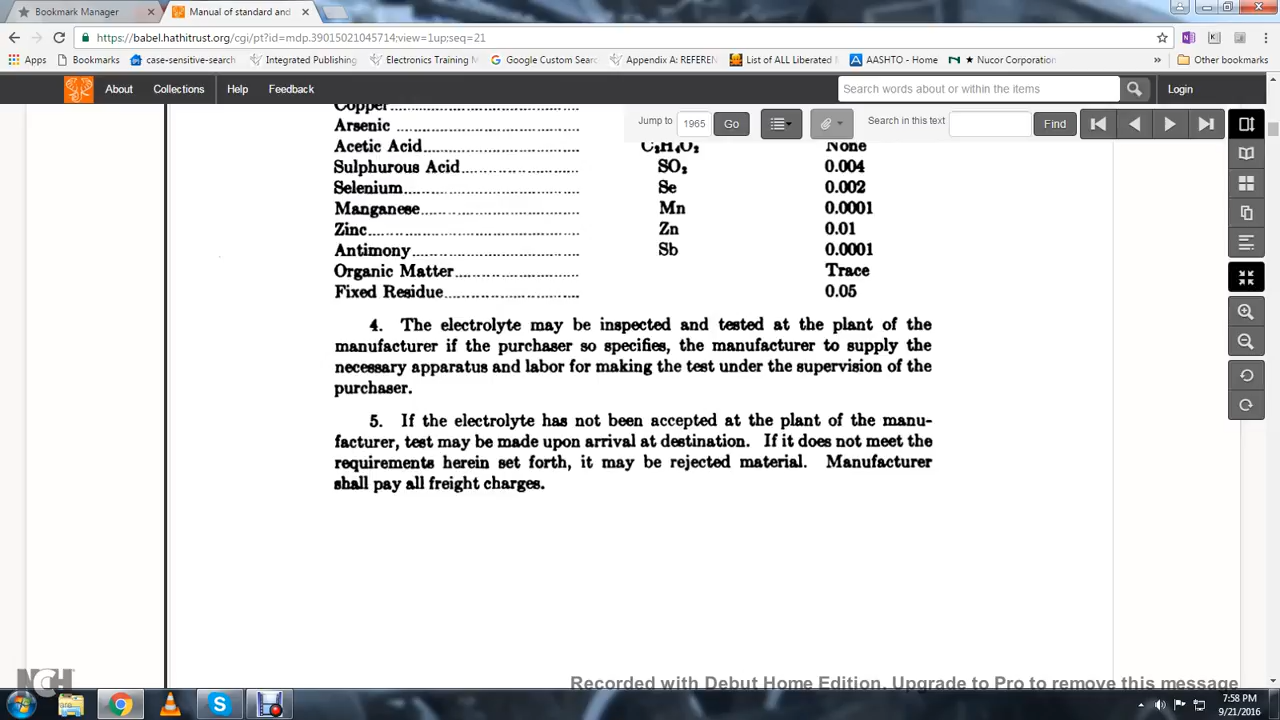 Bookmark Manager
Manual of standard and
https://babel.hathitrust.org/cgi/pt?id=mdp.39015021045714;view=1up;seq=21
Apps Bookmarks case-sensitive-search Integrated Publishing Electronics Training M Google Custom Searc Appendix A: REFEREN List of ALL Liberated AASHTO - Home ★ Nucor Corporation » Other bookmarks
About Collections Help Feedback Search words about or within the items Login
Jump to 1965 Go Search in this text Find
Copper
Arsenic
Acetic Acid C₂H₄O₂ None
Sulphurous Acid SO₂ 0.004
Selenium Se 0.002
Manganese Mn 0.0001
Zinc Zn 0.01
Antimony Sb 0.0001
Organic Matter Trace
Fixed Residue 0.05
4. The electrolyte may be inspected and tested at the plant of the
manufacturer if the purchaser so specifies, the manufacturer to supply the
necessary apparatus and labor for making the test under the supervision of the
purchaser.
5. If the electrolyte has not been accepted at the plant of the manu-
facturer, test may be made upon arrival at destination. If it does not meet the
requirements herein set forth, it may be rejected material. Manufacturer
shall pay all freight charges.
NCH
Recorded with Debut Home Edition. Upgrade to Pro to remove this message
7:58 PM
9/21/2016